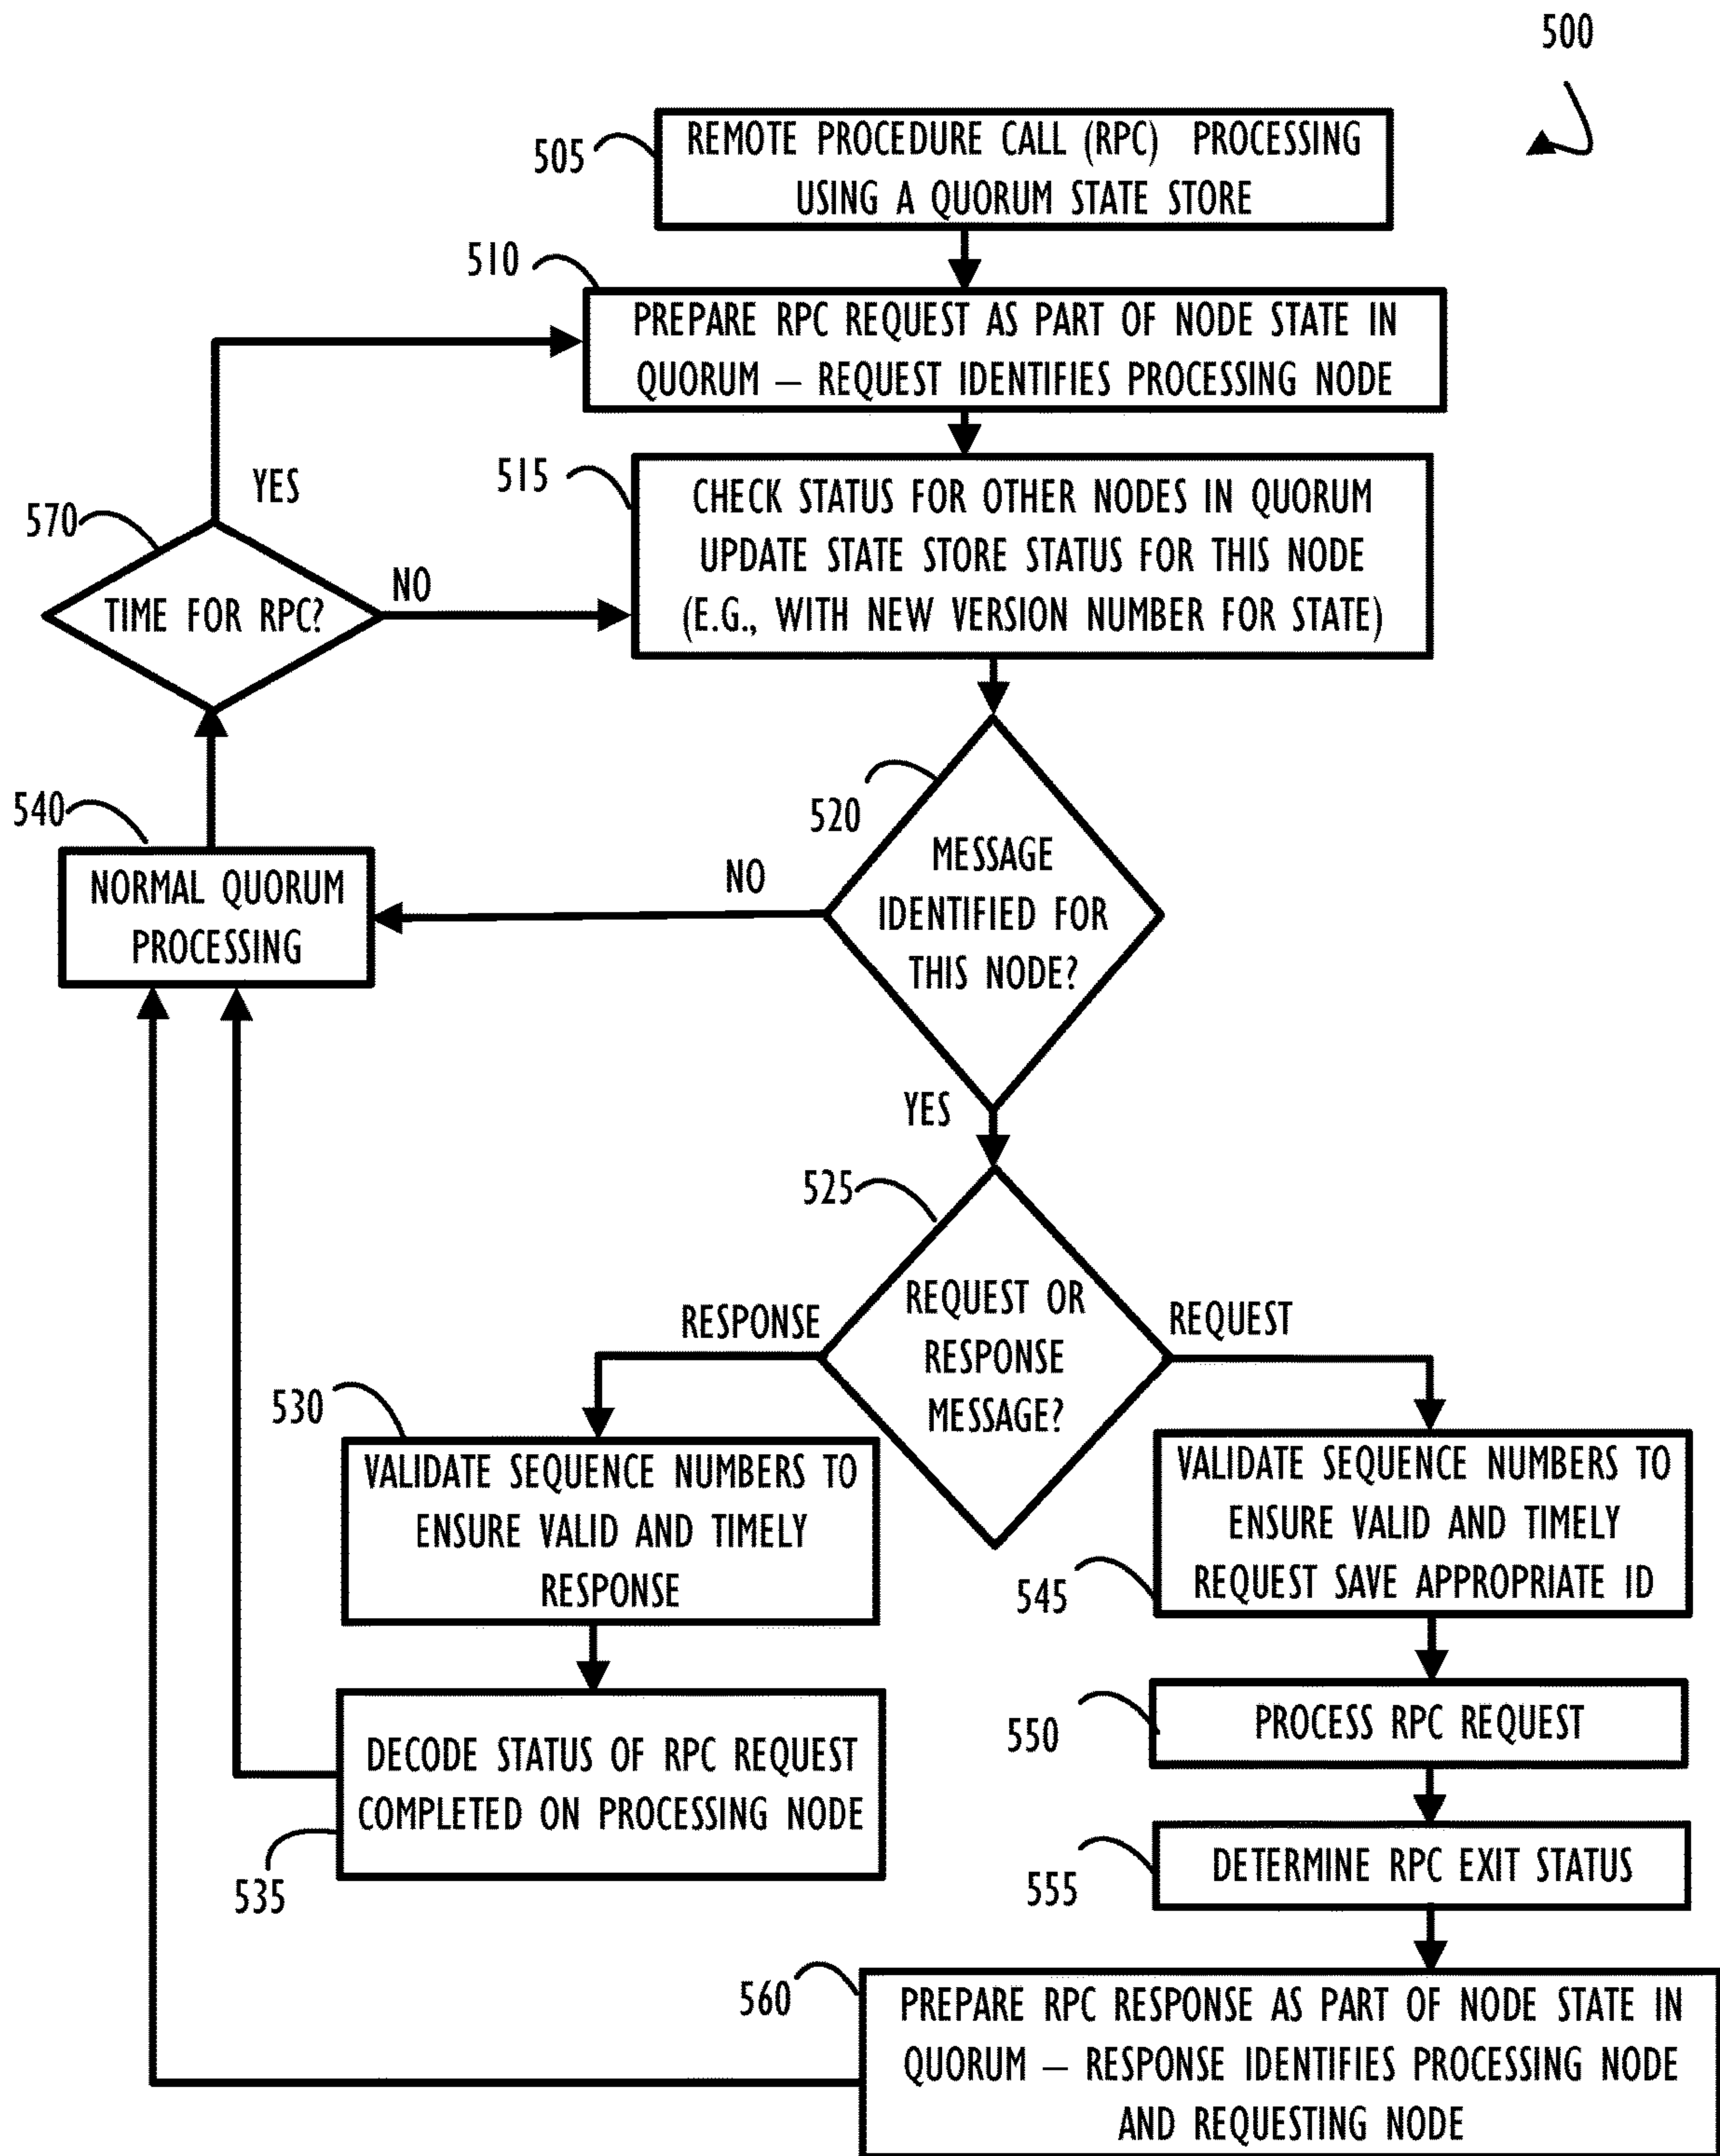 500
505
REMOTE PROCEDURE CALL (RPC) PROCESSING
USING A QUORUM STATE STORE
510
PREPARE RPC REQUEST AS PART OF NODE STATE IN
QUORUM — REQUEST IDENTIFIES PROCESSING NODE
515
CHECK STATUS FOR OTHER NODES IN QUORUM
UPDATE STATE STORE STATUS FOR THIS NODE
(E.G., WITH NEW VERSION NUMBER FOR STATE)
YES
570
TIME FOR RPC?
NO
520
MESSAGE
IDENTIFIED FOR
THIS NODE?
NO
540
NORMAL QUORUM
PROCESSING
YES
525
REQUEST OR
RESPONSE
MESSAGE?
RESPONSE
REQUEST
530
VALIDATE SEQUENCE NUMBERS TO
ENSURE VALID AND TIMELY
RESPONSE
545
VALIDATE SEQUENCE NUMBERS TO
ENSURE VALID AND TIMELY
REQUEST SAVE APPROPRIATE ID
535
DECODE STATUS OF RPC REQUEST
COMPLETED ON PROCESSING NODE
550
PROCESS RPC REQUEST
555
DETERMINE RPC EXIT STATUS
560
PREPARE RPC RESPONSE AS PART OF NODE STATE IN
QUORUM — RESPONSE IDENTIFIES PROCESSING NODE
AND REQUESTING NODE